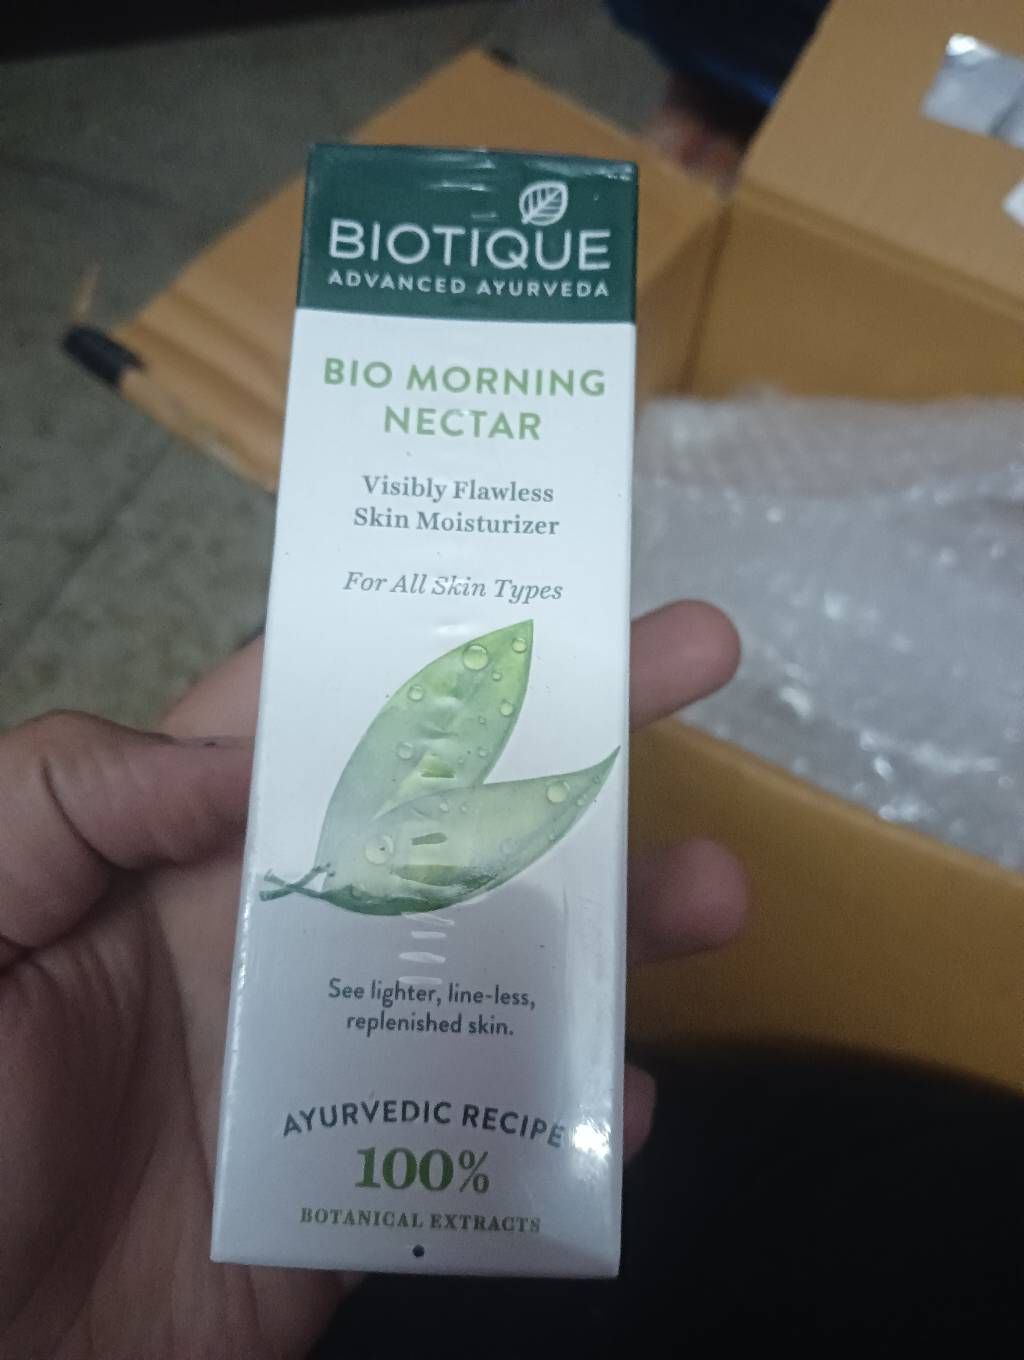 BIOTIQUE
ADVANCED AYURVEDA
BIO MORNING
NECTAR
Visibly Flawless
Skin Moisturizer
For All Skin Types
See lighter, line-less,
replenished skin.
AYURVEDIC RECIPE
100%
BOTANICAL EXTRACTS